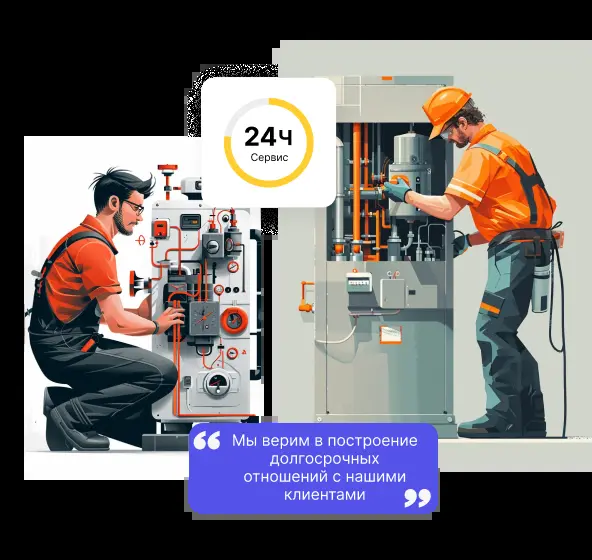 24ч
Сервис
“ Мы верим в построение
долгосрочных
отношений с нашими
клиентами ”